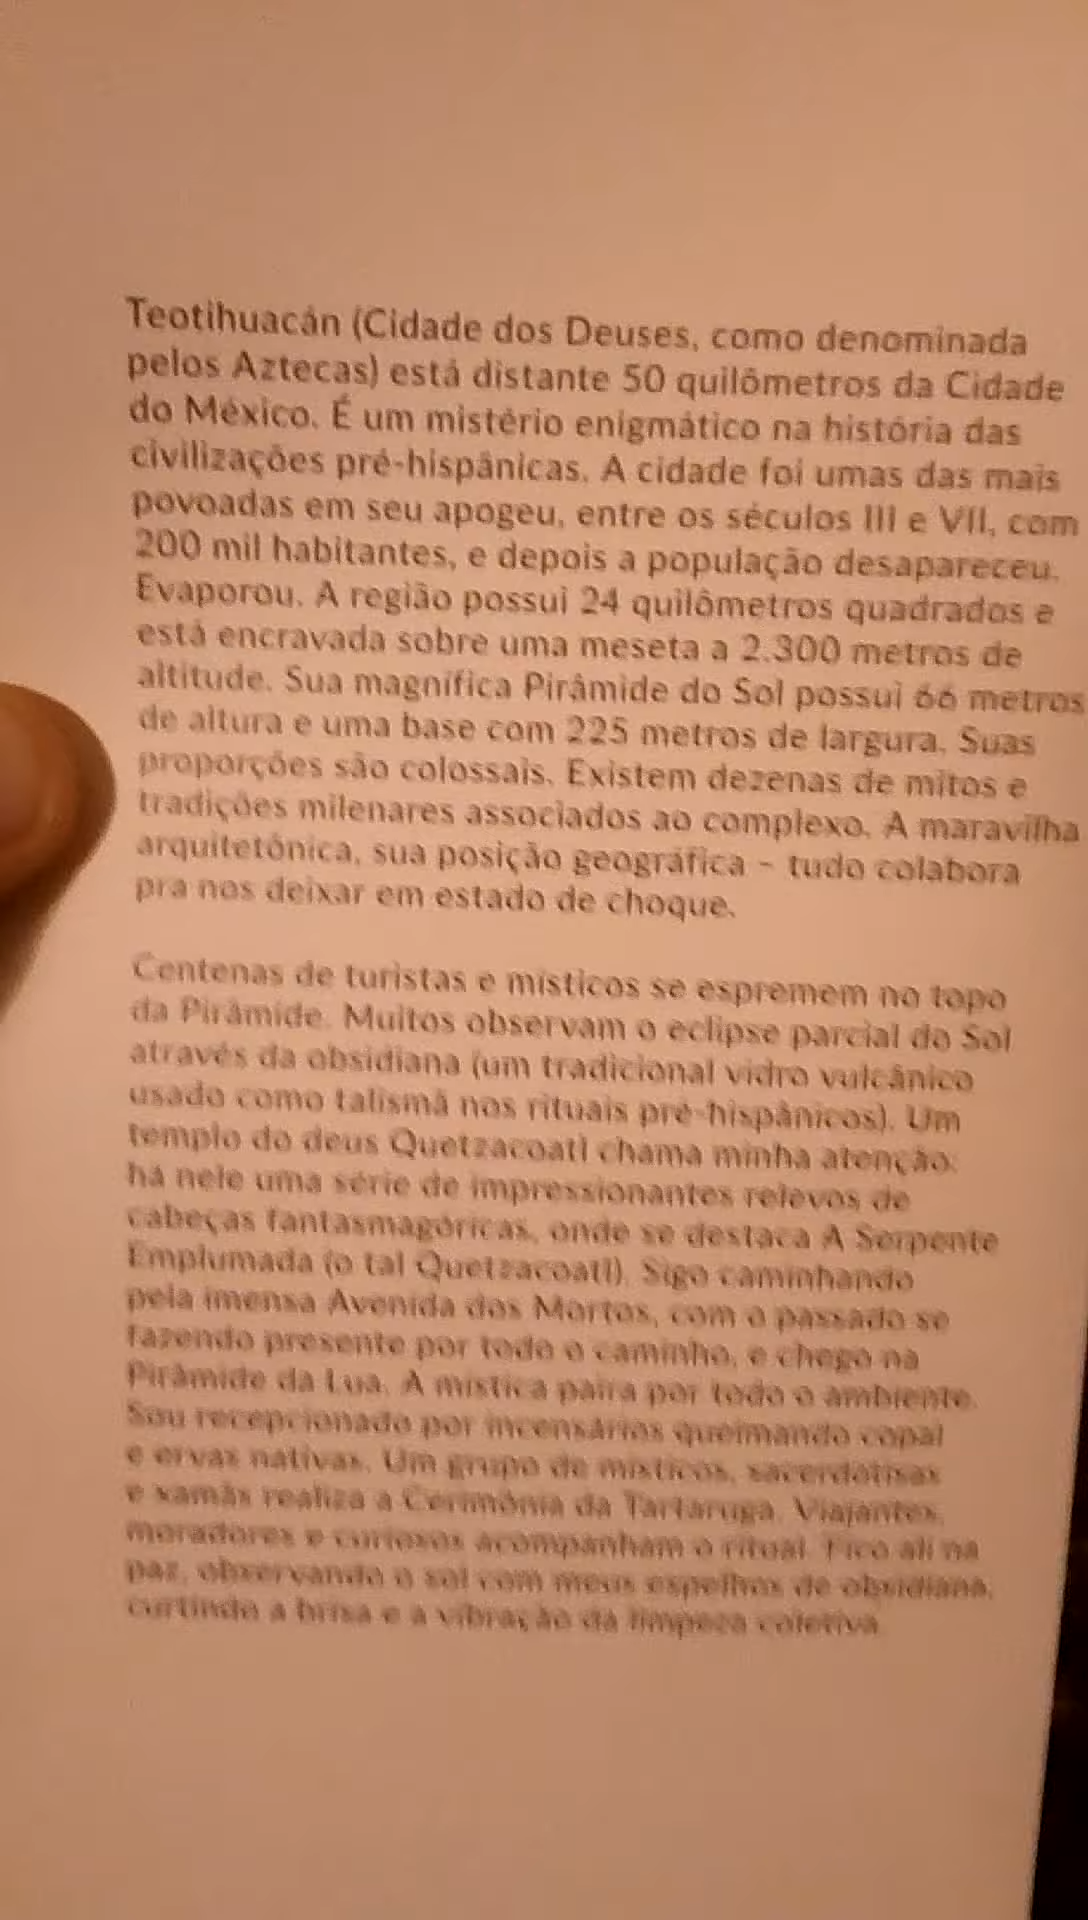 Teotihuacán (Cidade dos Deuses, como denominada
pelos Aztecas) está distante 50 quilômetros da Cidade
do México. É um mistério enigmático na história das
civilizações pré-hispânicas. A cidade foi umas das mais
povoadas em seu apogeu, entre os séculos III e VII, com
200 mil habitantes, e depois a população desapareceu.
Evaporou. A região possui 24 quilômetros quadrados e
está encravada sobre uma meseta a 2.300 metros de
altitude. Sua magnífica Pirâmide do Sol possui 66 metros
de altura e uma base com 225 metros de largura. Suas
proporções são colossais. Existem dezenas de mitos e
tradições milenares associados ao complexo. A maravilha
arquitetônica, sua posição geográfica – tudo colabora
pra nos deixar em estado de choque.
Centenas de turistas e místicos se espremem no topo
da Pirâmide. Muitos observam o eclipse parcial do Sol
através da obsidiana (um tradicional vidro vulcânico
usado como talismã nos rituais pré-hispânicos). Um
templo do deus Quetzacoatl chama minha atenção:
há nele uma série de impressionantes relevos de
cabeças fantasmagóricas, onde se destaca A Serpente
Emplumada (o tal Quetzacoatl). Sigo caminhando
pela imensa Avenida dos Mortos, com o passado se
fazendo presente por todo o caminho, e chego na
Pirâmide da Lua. A mística paira por todo o ambiente.
Sou recepcionado por incensários queimando copal
e ervas nativas. Um grupo de místicos, sacerdotisas
e xamãs realiza a Cerimônia da Tartaruga. Viajantes,
moradores e curiosos acompanham o ritual. Fico ali na
paz, observando o sol com meus espelhos de obsidiana,
curtindo a brisa e a vibração da limpeza coletiva.